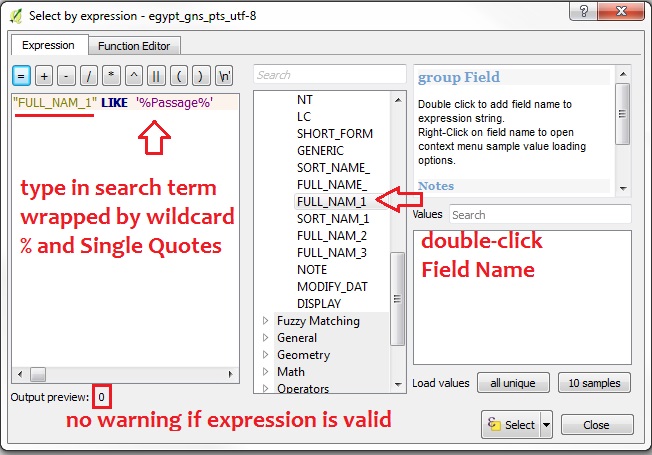 Select by expression - egypt_gns_pts_utf-8
Expression
Function Editor
= + - / * ^ || ( ) '\n'
"FULL_NAM_1" LIKE '%Passage%'
type in search term
wrapped by wildcard
% and Single Quotes
Output preview: 0
no warning if expression is valid
Search
NT
LC
SHORT_FORM
GENERIC
SORT_NAME_
FULL_NAME_
FULL_NAM_1
SORT_NAM_1
FULL_NAM_2
FULL_NAM_3
NOTE
MODIFY_DAT
DISPLAY
Fuzzy Matching
General
Geometry
Math
Operators
group Field
Double click to add field name to
expression string.
Right-Click on field name to open
context menu sample value loading
options.
Notes
Values Search
double-click
Field Name
Load values all unique 10 samples
Select Close